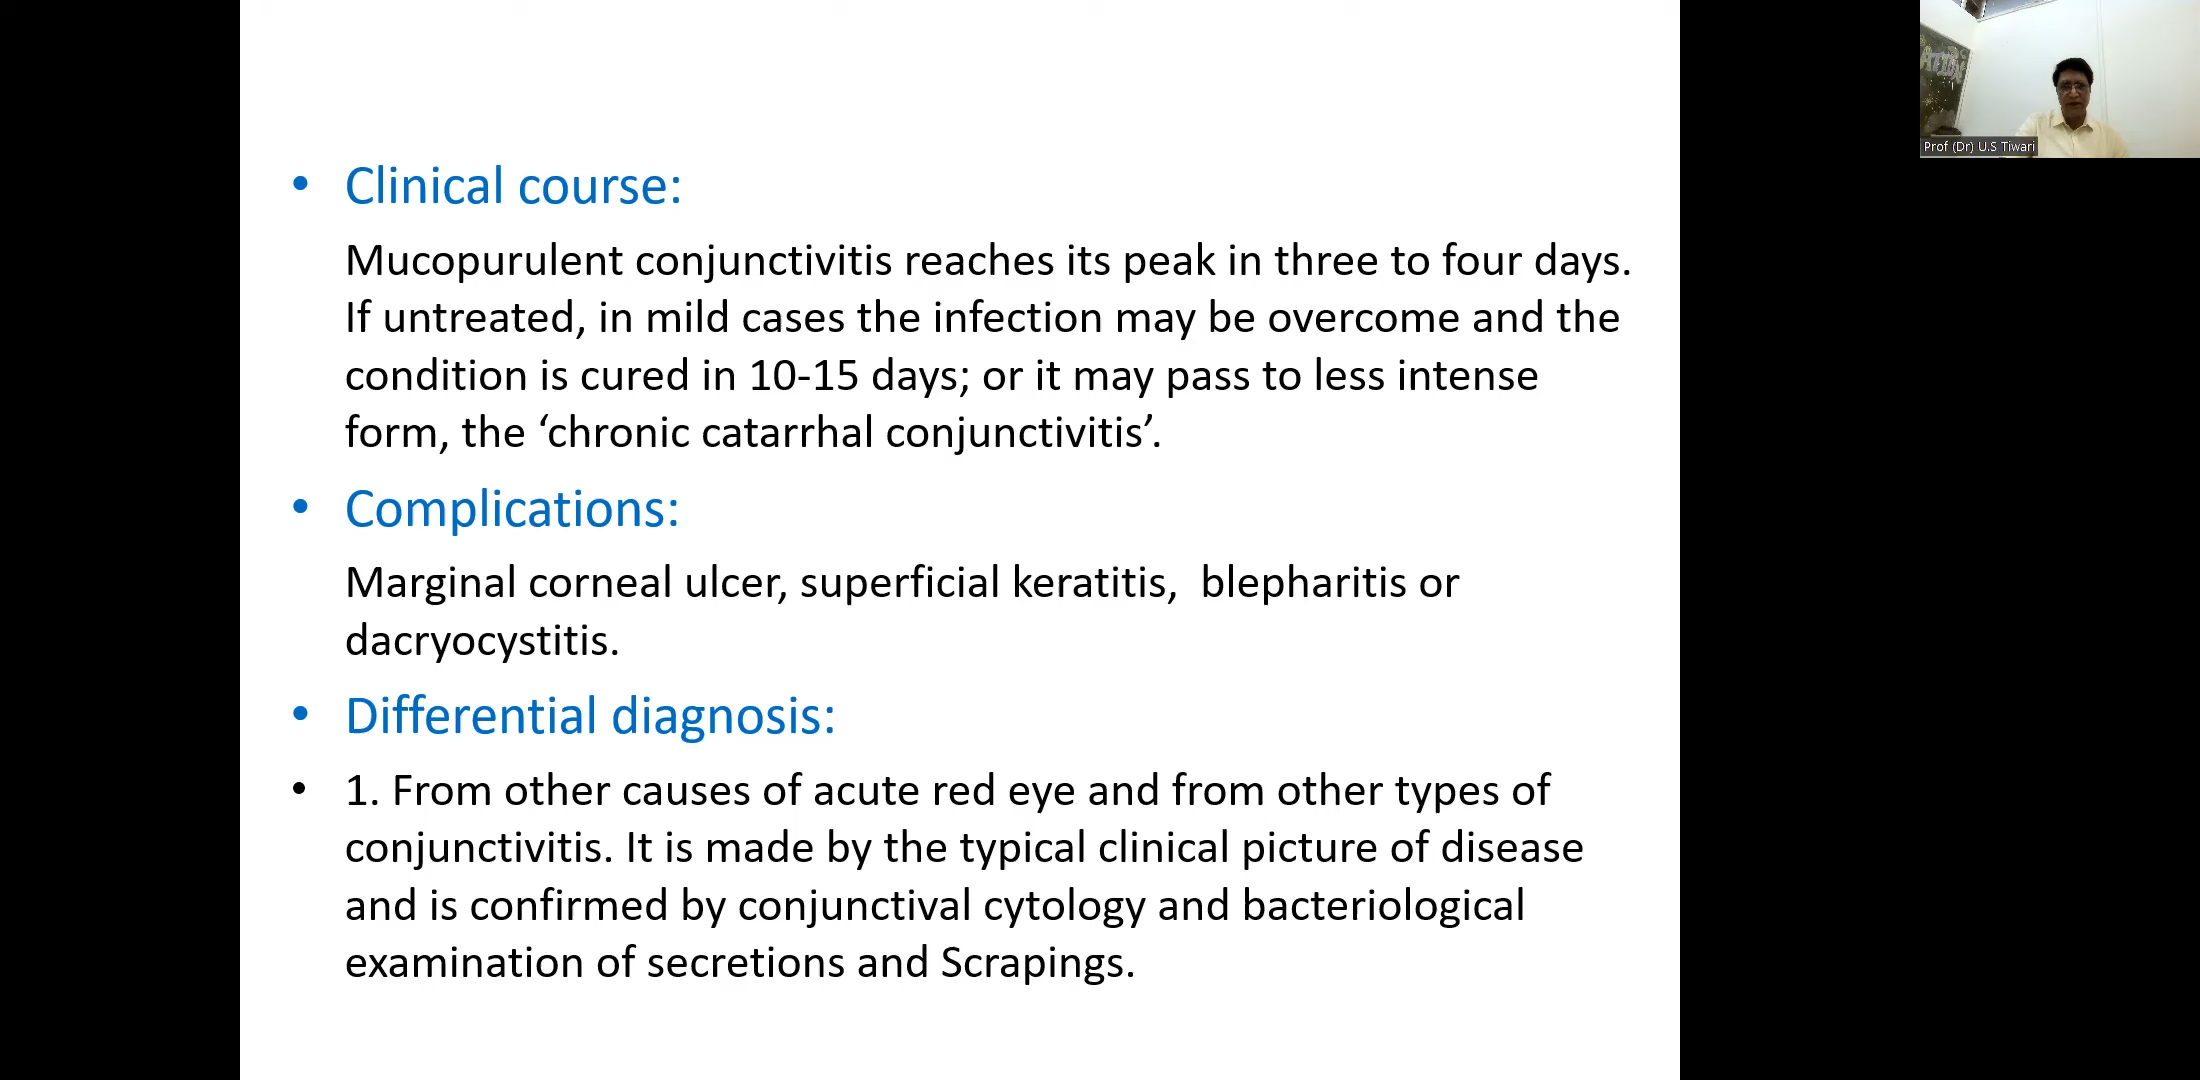 • Clinical course:
Mucopurulent conjunctivitis reaches its peak in three to four days.
If untreated, in mild cases the infection may be overcome and the
condition is cured in 10-15 days; or it may pass to less intense
form, the ‘chronic catarrhal conjunctivitis’.
• Complications:
Marginal corneal ulcer, superficial keratitis,  blepharitis or
dacryocystitis.
• Differential diagnosis:
• 1. From other causes of acute red eye and from other types of
conjunctivitis. It is made by the typical clinical picture of disease
and is confirmed by conjunctival cytology and bacteriological
examination of secretions and Scrapings.
Prof (Dr) U.S Tiwari